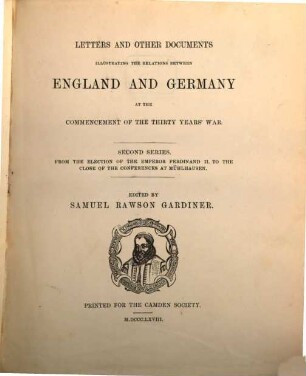 LETTERS AND OTHER DOCUMENTS
ILLUSTRATING THE RELATIONS BETWEEN
ENGLAND AND GERMANY
AT THE
COMMENCEMENT OF THE THIRTY YEARS' WAR.
SECOND SERIES.
FROM THE ELECTION OF THE EMPEROR FERDINAND II. TO THE
CLOSE OF THE CONFERENCES AT MÜHLHAUSEN.
EDITED BY
SAMUEL RAWSON GARDINER.
PRINTED FOR THE CAMDEN SOCIETY.
M.DCCC.LXVIII.